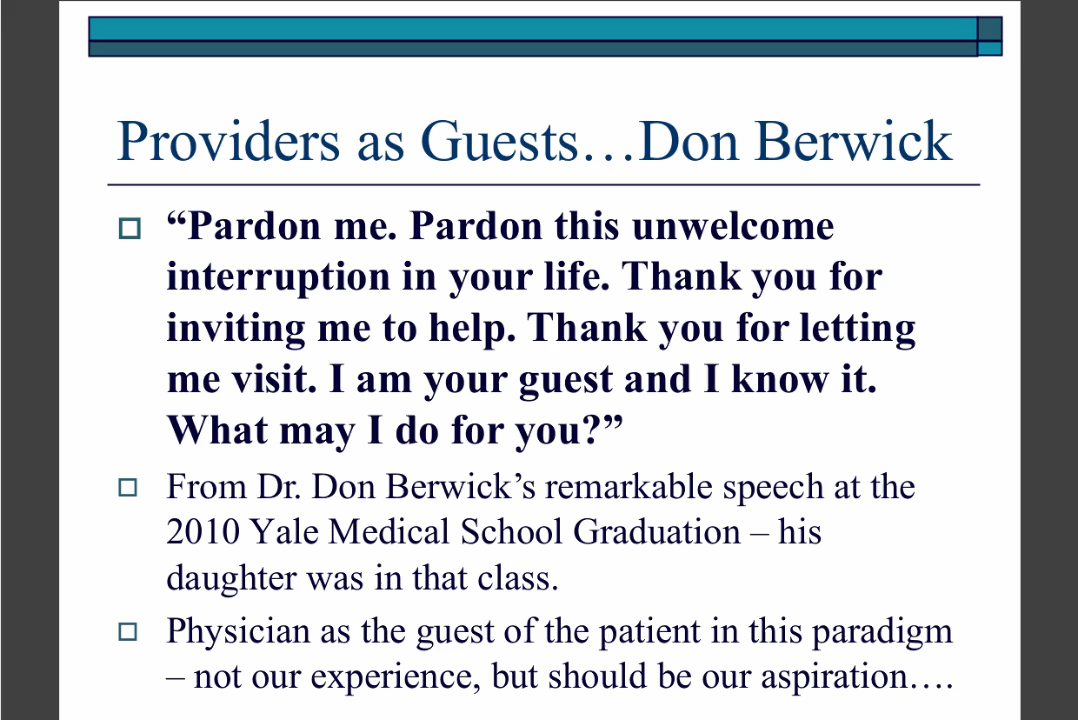 Providers as Guests…Don Berwick
“Pardon me. Pardon this unwelcome
interruption in your life. Thank you for
inviting me to help. Thank you for letting
me visit. I am your guest and I know it.
What may I do for you?”
From Dr. Don Berwick’s remarkable speech at the
2010 Yale Medical School Graduation – his
daughter was in that class.
Physician as the guest of the patient in this paradigm
– not our experience, but should be our aspiration….